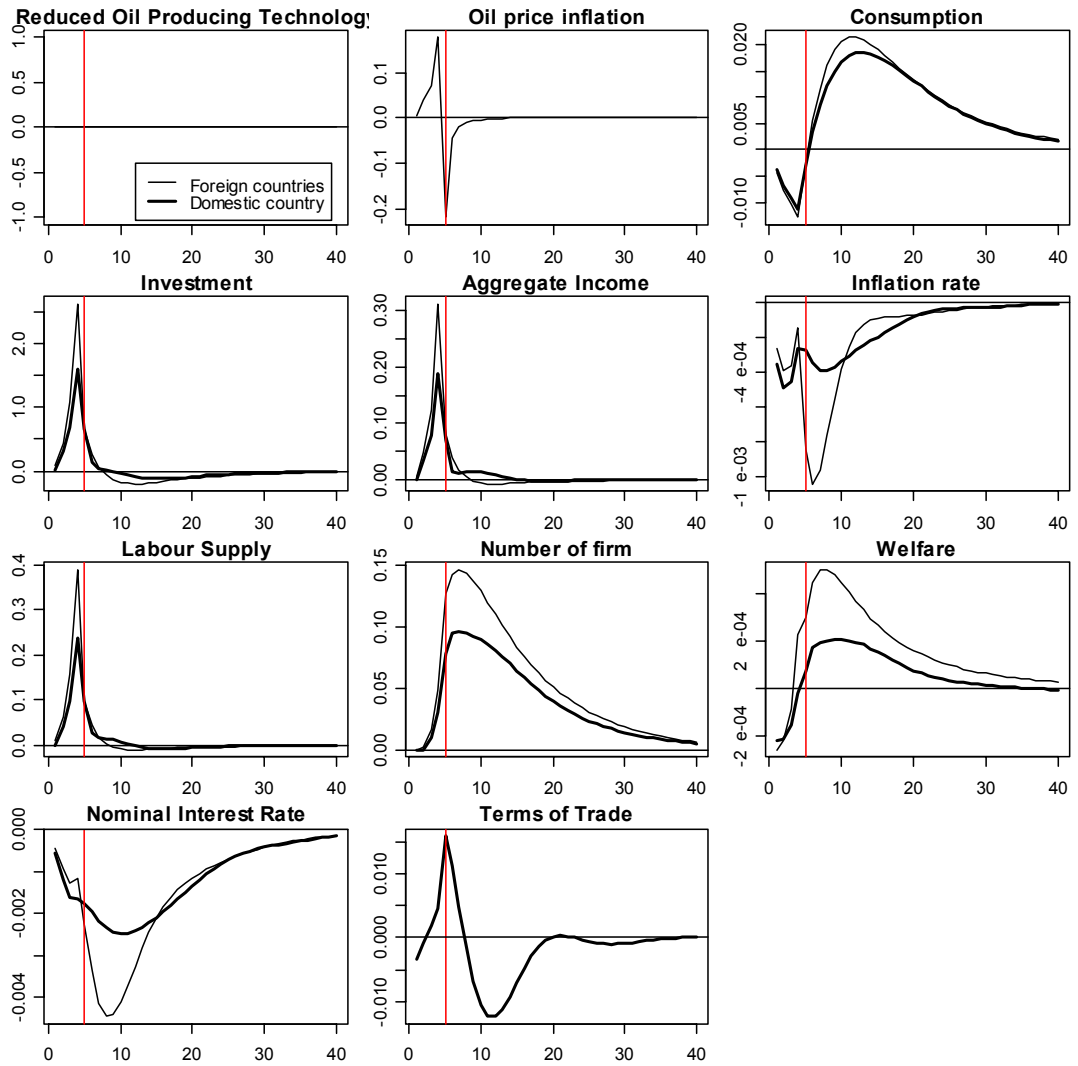 Reduced Oil Producing Technology
Oil price inflation
Consumption
1.0
0.5
0.0
-0.5
-1.0
Foreign countries
Domestic country
0 10 20 30 40
0.1
0.0
-0.1
-0.2
0 10 20 30 40
0.020
0.005
-0.010
0 10 20 30 40
Investment
Aggregate Income
Inflation rate
2.0
1.0
0.0
0 10 20 30 40
0.30
0.20
0.10
0.00
0 10 20 30 40
-4 e-04
-1 e-03
0 10 20 30 40
Labour Supply
Number of firm
Welfare
0.4
0.3
0.2
0.1
0.0
0 10 20 30 40
0.15
0.10
0.05
0.00
0 10 20 30 40
2 e-04
-2 e-04
0 10 20 30 40
Nominal Interest Rate
Terms of Trade
0.000
-0.002
-0.004
0 10 20 30 40
0.010
0.000
-0.010
0 10 20 30 40